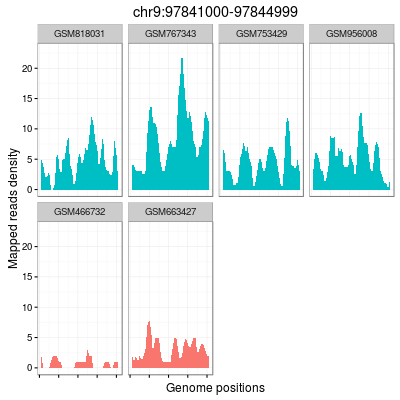 chr9:97841000-97844999
GSM818031 GSM767343 GSM753429 GSM956008
20
15
10
5
0
GSM466732 GSM663427
20
15
10
5
0
Mapped reads density
Genome positions